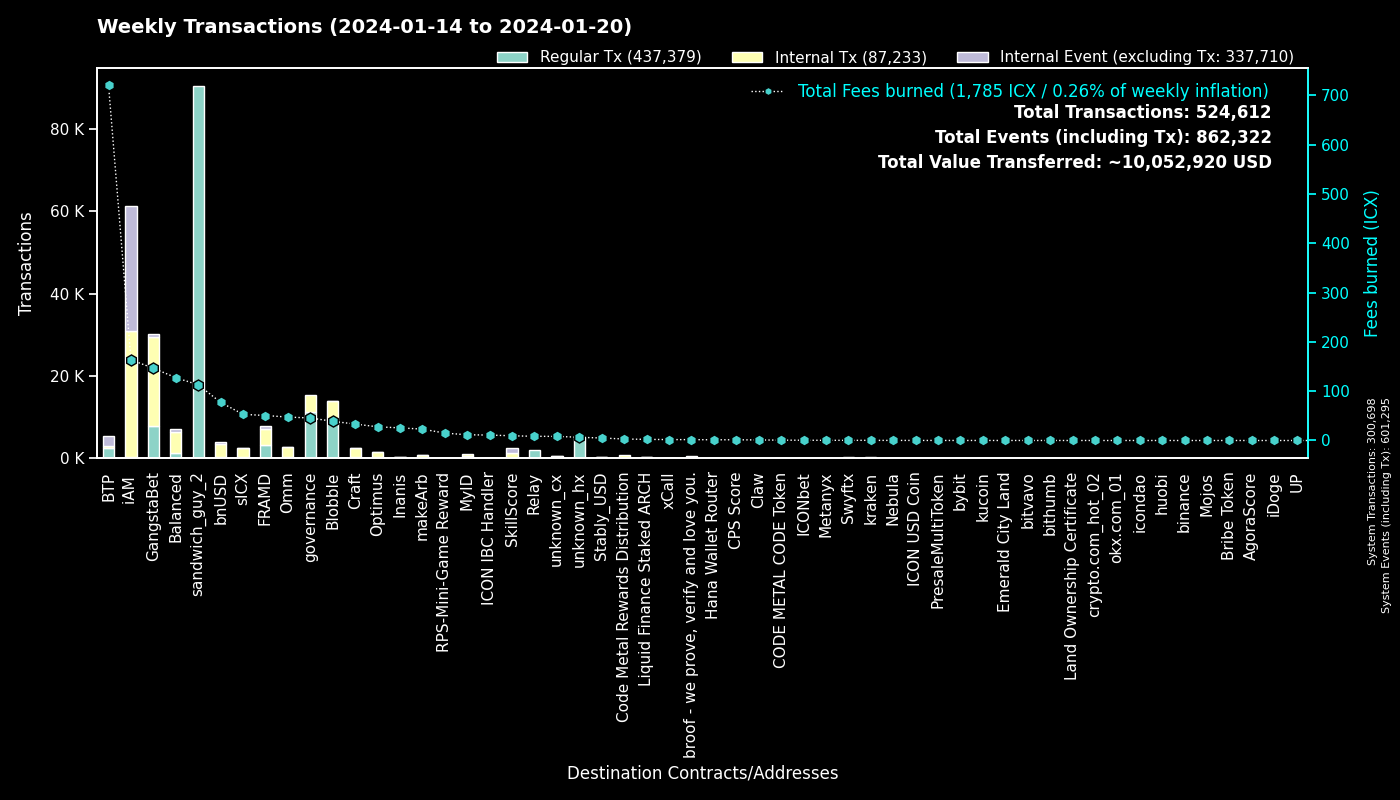 Weekly Transactions (2024-01-14 to 2024-01-20)
Regular Tx (437,379)
Internal Tx (87,233)
Internal Event (excluding Tx: 337,710)
Total Fees burned (1,785 ICX / 0.26% of weekly inflation)
Total Transactions: 524,612
Total Events (including Tx): 862,322
Total Value Transferred: ~10,052,920 USD
Transactions
80 K
60 K
40 K
20 K
0 K
700
600
500
400
300
200
100
0
Fees burned (ICX)
System Transactions: 300,698
System Events (including Tx): 601,295
BTP
iAM
GangstaBet
Balanced
sandwich_guy_2
bnUSD
sICX
FRAMD
Omm
governance
Blobble
Craft
Optimus
Inanis
makeArb
RPS-Mini-Game Reward
MyID
ICON IBC Handler
SkillScore
Relay
unknown_cx
unknown_hx
Stably_USD
Code Metal Rewards Distribution
Liquid Finance Staked ARCH
xCall
broof - we prove, verify and love you.
Hana Wallet Router
CPS Score
Claw
CODE METAL CODE Token
ICONbet
Metanyx
Swyftx
kraken
Nebula
ICON USD Coin
PresaleMultiToken
bybit
kucoin
Emerald City Land
bitvavo
bithumb
Land Ownership Certificate
crypto.com_hot_02
okx.com_01
icondao
huobi
binance
Mojos
Bribe Token
AgoraScore
iDoge
UP
Destination Contracts/Addresses